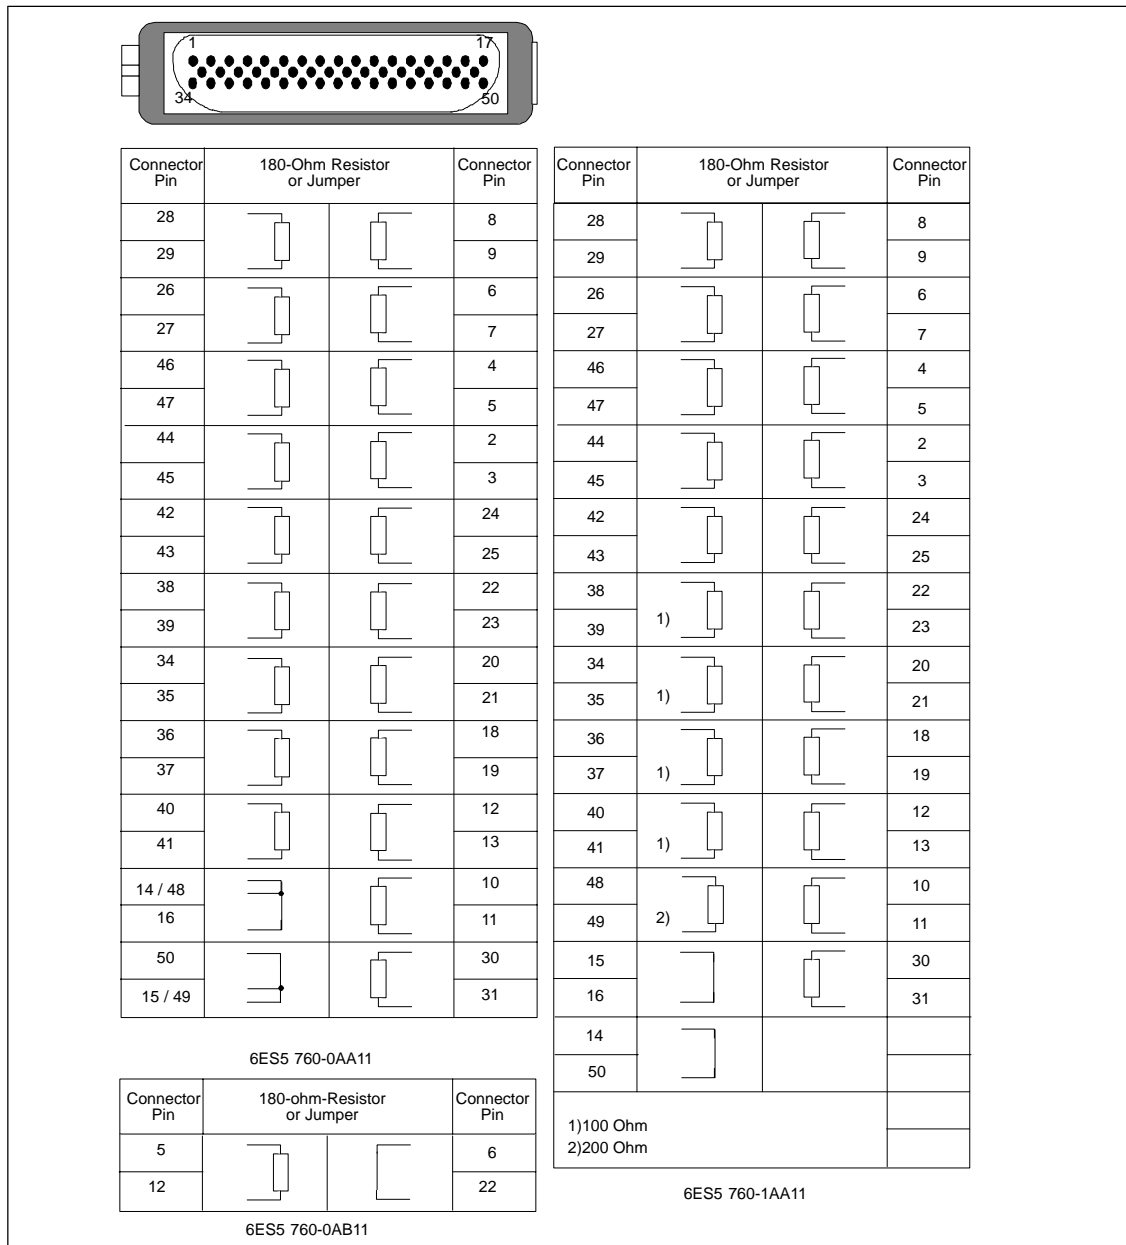 1 17
34 50
Connector Pin 180-Ohm Resistor or Jumper Connector Pin
28 8
29 9
26 6
27 7
46 4
47 5
44 2
45 3
42 24
43 25
38 22
39 23
34 20
35 21
36 18
37 19
40 12
41 13
14 / 48 10
16 11
50 30
15 / 49 31
6ES5 760-0AA11
Connector Pin 180-ohm-Resistor or Jumper Connector Pin
5 6
12 22
6ES5 760-0AB11
Connector Pin 180-Ohm Resistor or Jumper Connector Pin
28 8
29 9
26 6
27 7
46 4
47 5
44 2
45 3
42 24
43 25
38 22
39 1) 23
34 20
35 1) 21
36 18
37 1) 19
40 12
41 1) 13
48 10
49 2) 11
15 30
16 31
14
50
1)100 Ohm
2)200 Ohm
6ES5 760-1AA11